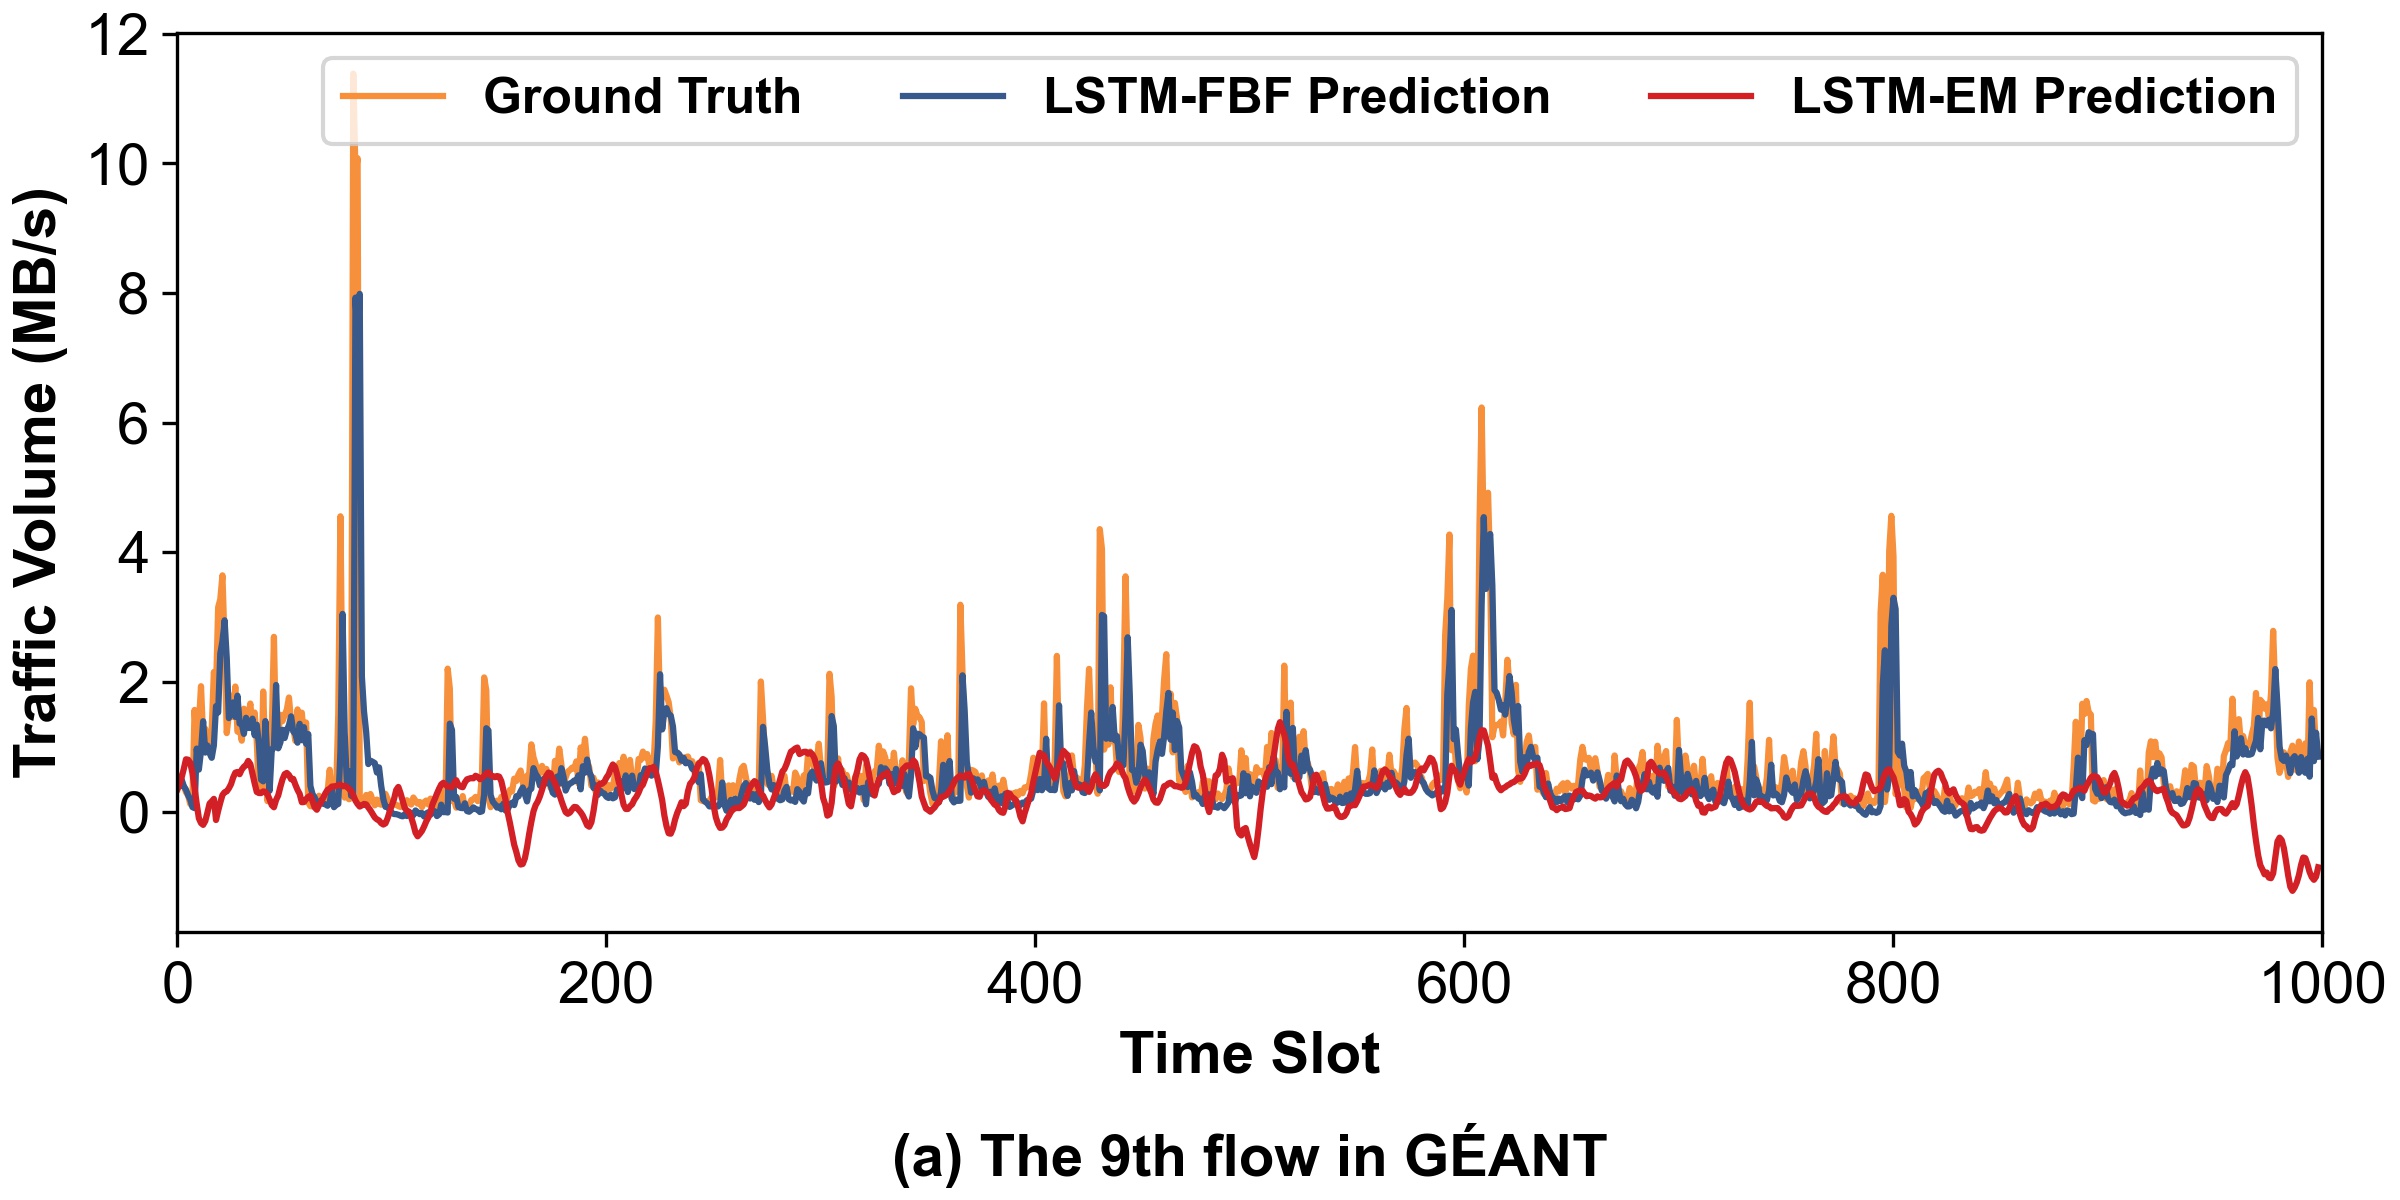 12
10
8
6
4
2
0
Traffic Volume (MB/s)
Ground Truth LSTM-FBF Prediction LSTM-EM Prediction
0 200 400 600 800 1000
Time Slot
(a) The 9th flow in GÉANT